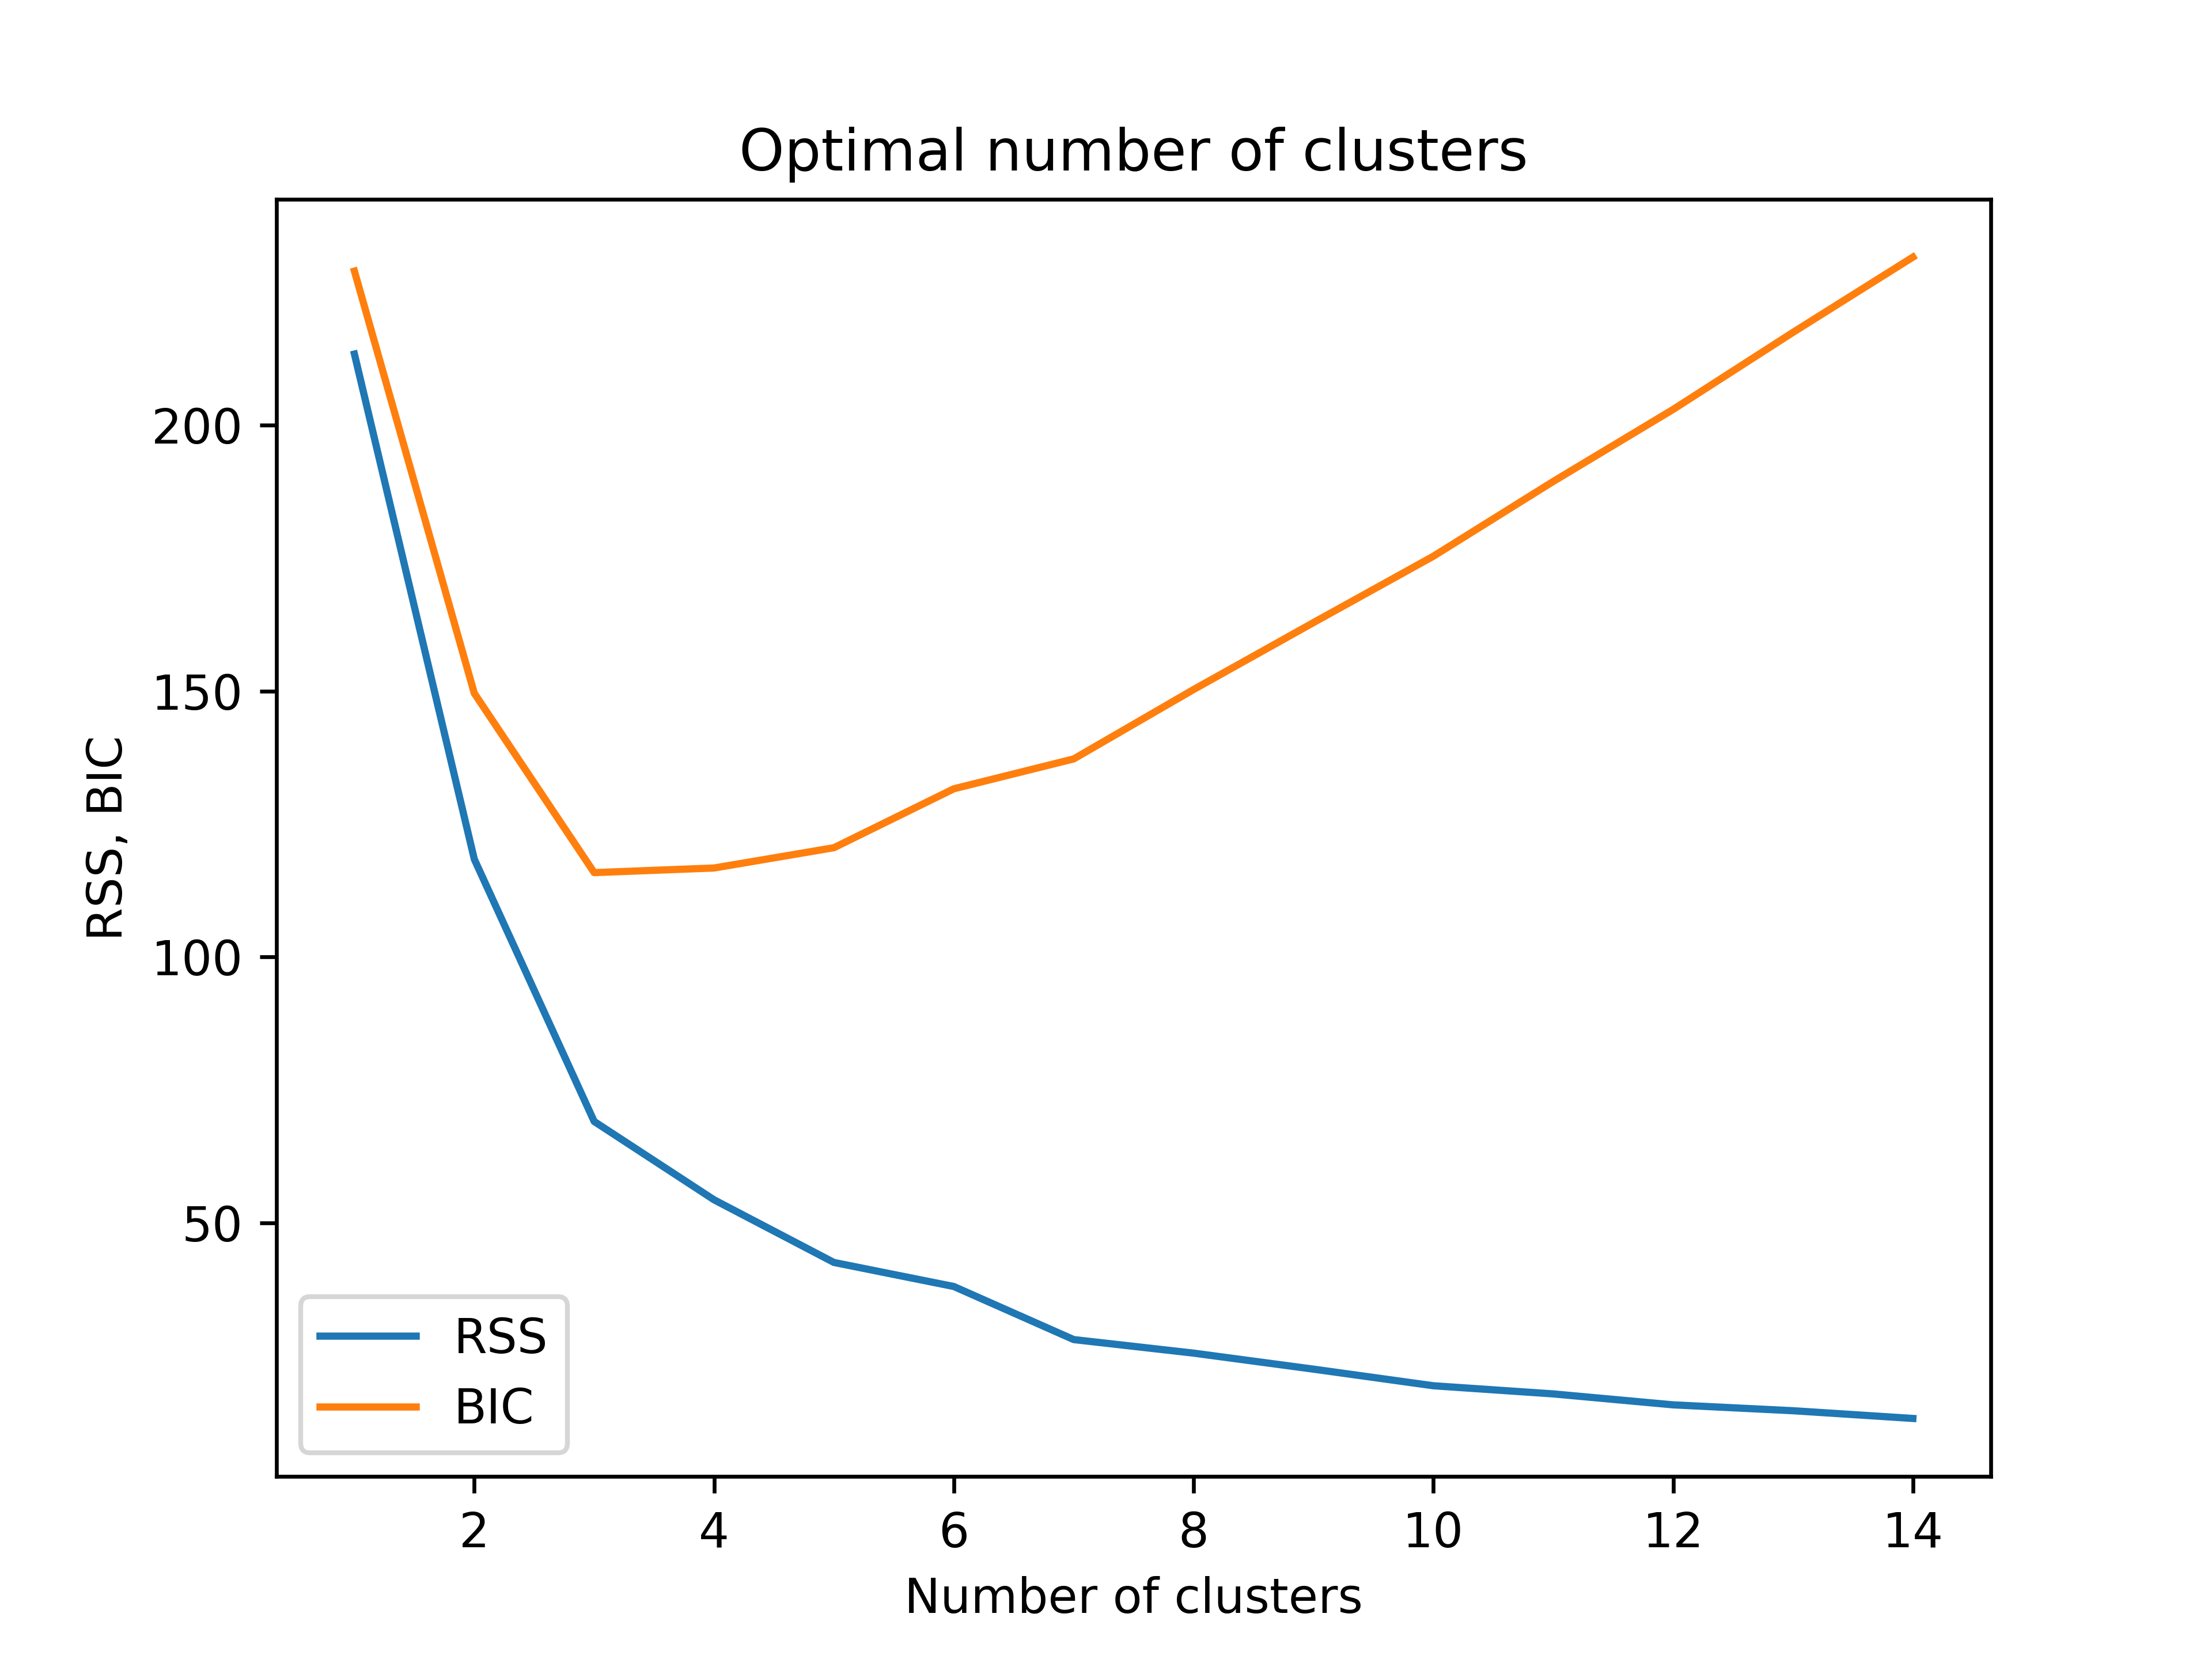 Optimal number of clusters
RSS, BIC
200
150
100
50
RSS
BIC
2 4 6 8 10 12 14
Number of clusters